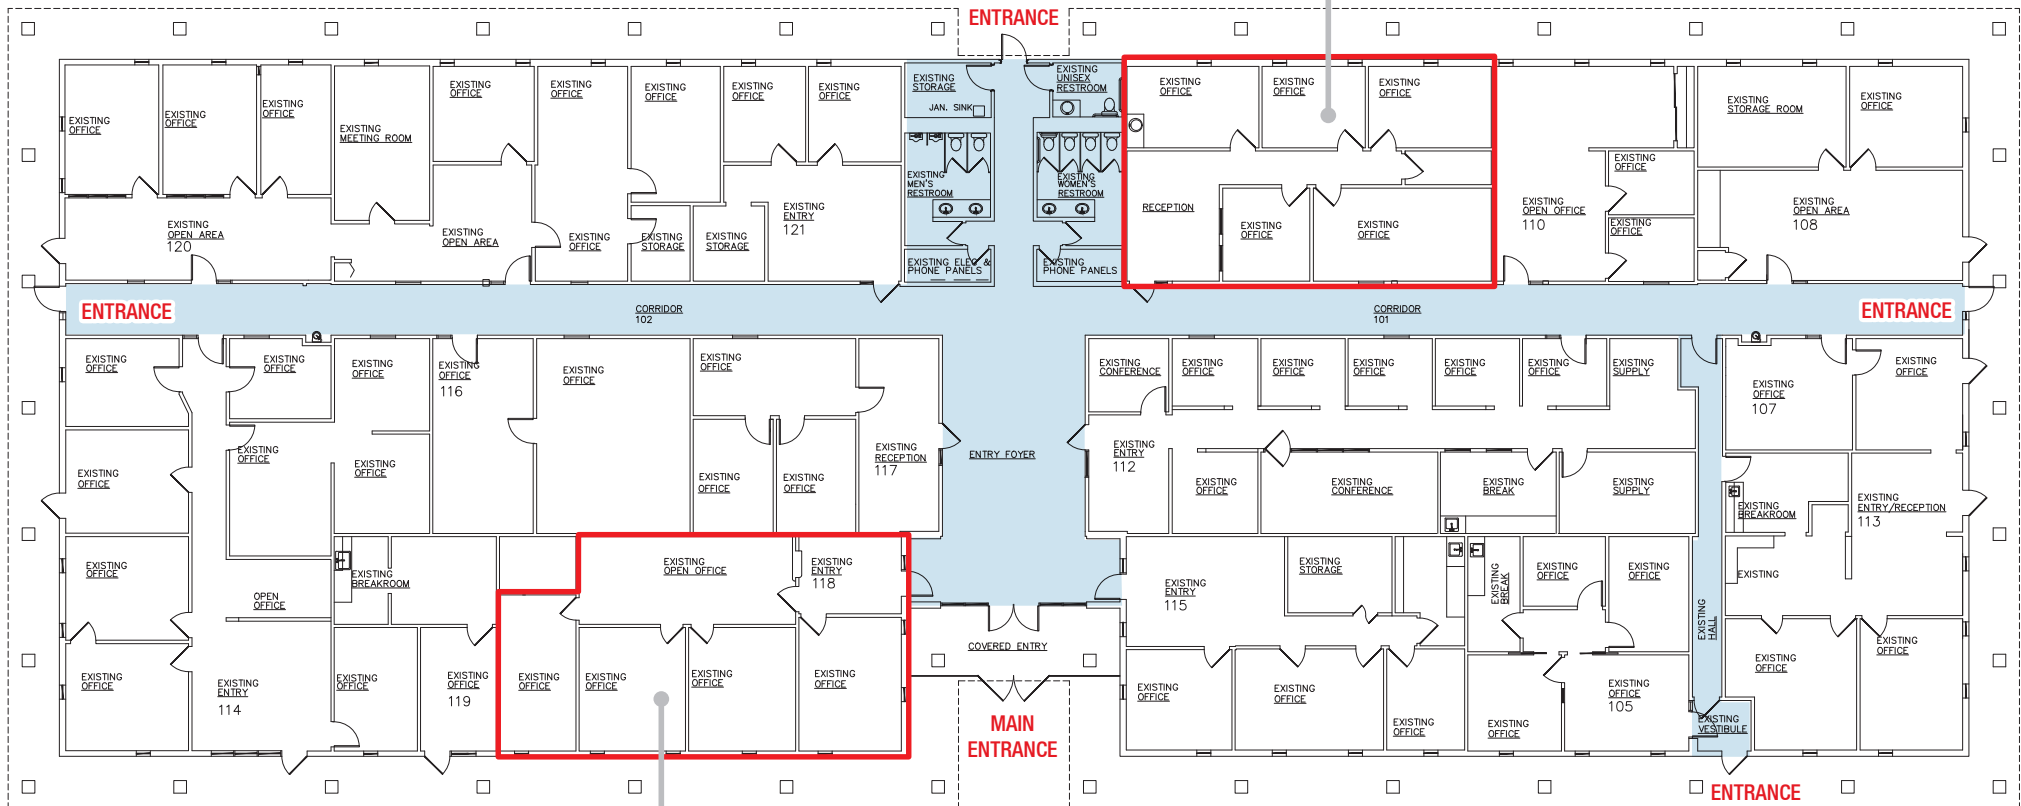 ENTRANCE
EXISTING
OFFICE
EXISTING
OFFICE
EXISTING
OFFICE
EXISTING
MEETING ROOM
EXISTING
OFFICE
EXISTING
OFFICE
EXISTING
OFFICE
EXISTING
OFFICE
EXISTING
OFFICE
EXISTING
STORAGE
JAN. SINK
EXISTING
UNISEX
RESTROOM
EXISTING
OFFICE
EXISTING
OFFICE
EXISTING
OFFICE
EXISTING
STORAGE ROOM
EXISTING
OFFICE
EXISTING
OPEN AREA
120
EXISTING
OPEN AREA
EXISTING
OFFICE
EXISTING
STORAGE
EXISTING
STORAGE
EXISTING
ENTRY
121
EXISTING
MEN'S
RESTROOM
EXISTING
WOMEN'S
RESTROOM
EXISTING ELEC &
PHONE PANELS
EXISTING
PHONE PANELS
RECEPTION
EXISTING
OFFICE
EXISTING
OFFICE
EXISTING
OPEN OFFICE
110
EXISTING
OFFICE
EXISTING
OFFICE
EXISTING
OPEN AREA
108
ENTRANCE
CORRIDOR
102
CORRIDOR
101
ENTRANCE
EXISTING
OFFICE
EXISTING
OFFICE
EXISTING
OFFICE
EXISTING
OFFICE
116
EXISTING
OFFICE
EXISTING
OFFICE
EXISTING
CONFERENCE
EXISTING
OFFICE
EXISTING
OFFICE
EXISTING
OFFICE
EXISTING
OFFICE
EXISTING
OFFICE
EXISTING
SUPPLY
EXISTING
OFFICE
107
EXISTING
OFFICE
EXISTING
OFFICE
EXISTING
OFFICE
EXISTING
OFFICE
EXISTING
OFFICE
EXISTING
OFFICE
EXISTING
RECEPTION
117
ENTRY FOYER
EXISTING
ENTRY
112
EXISTING
OFFICE
EXISTING
CONFERENCE
EXISTING
BREAK
EXISTING
SUPPLY
EXISTING
BREAKROOM
EXISTING
ENTRY/RECEPTION
113
EXISTING
OFFICE
OPEN
OFFICE
EXISTING
BREAKROOM
EXISTING
OPEN OFFICE
EXISTING
ENTRY
118
EXISTING
ENTRY
115
EXISTING
STORAGE
EXISTING
BREAK
EXISTING
OFFICE
EXISTING
OFFICE
EXISTING
HALL
EXISTING
EXISTING
OFFICE
EXISTING
ENTRY
114
EXISTING
OFFICE
EXISTING
OFFICE
119
EXISTING
OFFICE
EXISTING
OFFICE
EXISTING
OFFICE
EXISTING
OFFICE
COVERED ENTRY
MAIN
ENTRANCE
EXISTING
OFFICE
EXISTING
OFFICE
EXISTING
OFFICE
EXISTING
OFFICE
EXISTING
OFFICE
105
EXISTING
VESTIBULE
EXISTING
OFFICE
EXISTING
OFFICE
ENTRANCE